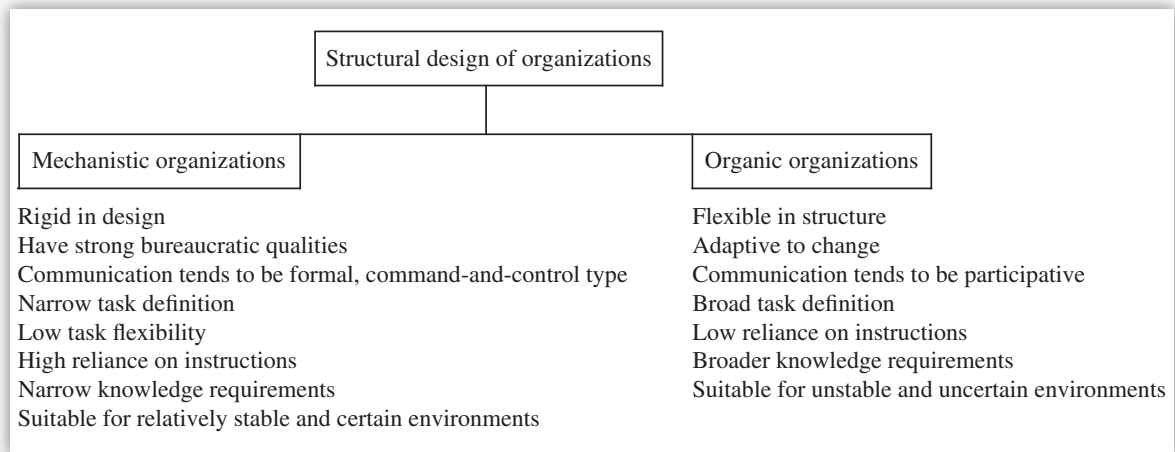 Structural design of organizations
Mechanistic organizations
Rigid in design
Have strong bureaucratic qualities
Communication tends to be formal, command-and-control type
Narrow task definition
Low task flexibility
High reliance on instructions
Narrow knowledge requirements
Suitable for relatively stable and certain environments
Organic organizations
Flexible in structure
Adaptive to change
Communication tends to be participative
Broad task definition
Low reliance on instructions
Broader knowledge requirements
Suitable for unstable and uncertain environments